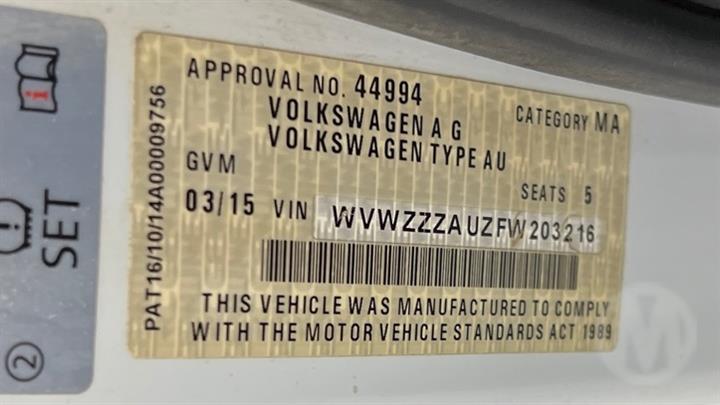 APPROVAL NO. 44994
VOLKSWAGEN A G
CATEGORY MA
VOLKSWAGEN TYPE AU
GVM
SEATS 5
03/15 VIN WVWZZZAUZFW203216
THIS VEHICLE WAS MANUFACTURED TO COMPLY
WITH THE MOTOR VEHICLE STANDARDS ACT 1989
PAT16/10/14A00009756
i
SET
2
M